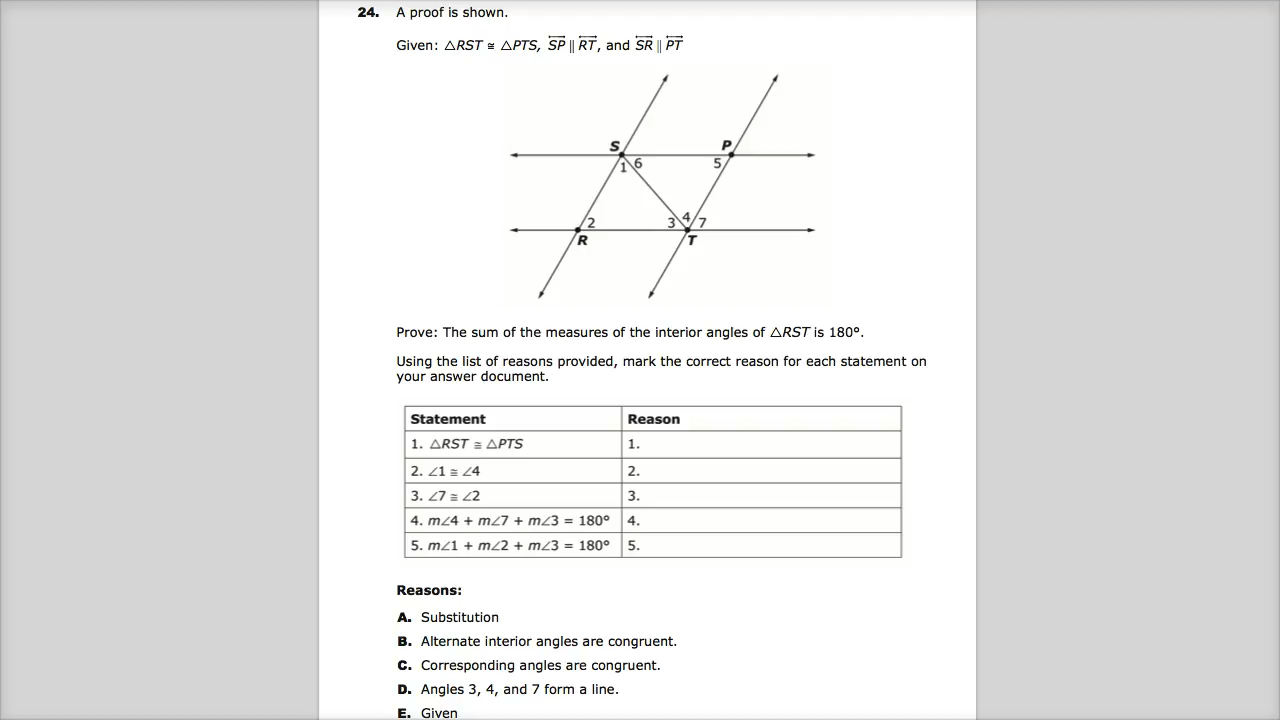 24. A proof is shown.
Given: △RST ≅ △PTS, SP || RT, and SR || PT
S P
1 6 5
2 3 4 7
R T
Prove: The sum of the measures of the interior angles of △RST is 180°.
Using the list of reasons provided, mark the correct reason for each statement on
your answer document.
Statement Reason
1. △RST ≅ △PTS 1.
2. ∠1 ≅ ∠4 2.
3. ∠7 ≅ ∠2 3.
4. m∠4 + m∠7 + m∠3 = 180° 4.
5. m∠1 + m∠2 + m∠3 = 180° 5.
Reasons:
A. Substitution
B. Alternate interior angles are congruent.
C. Corresponding angles are congruent.
D. Angles 3, 4, and 7 form a line.
E. Given